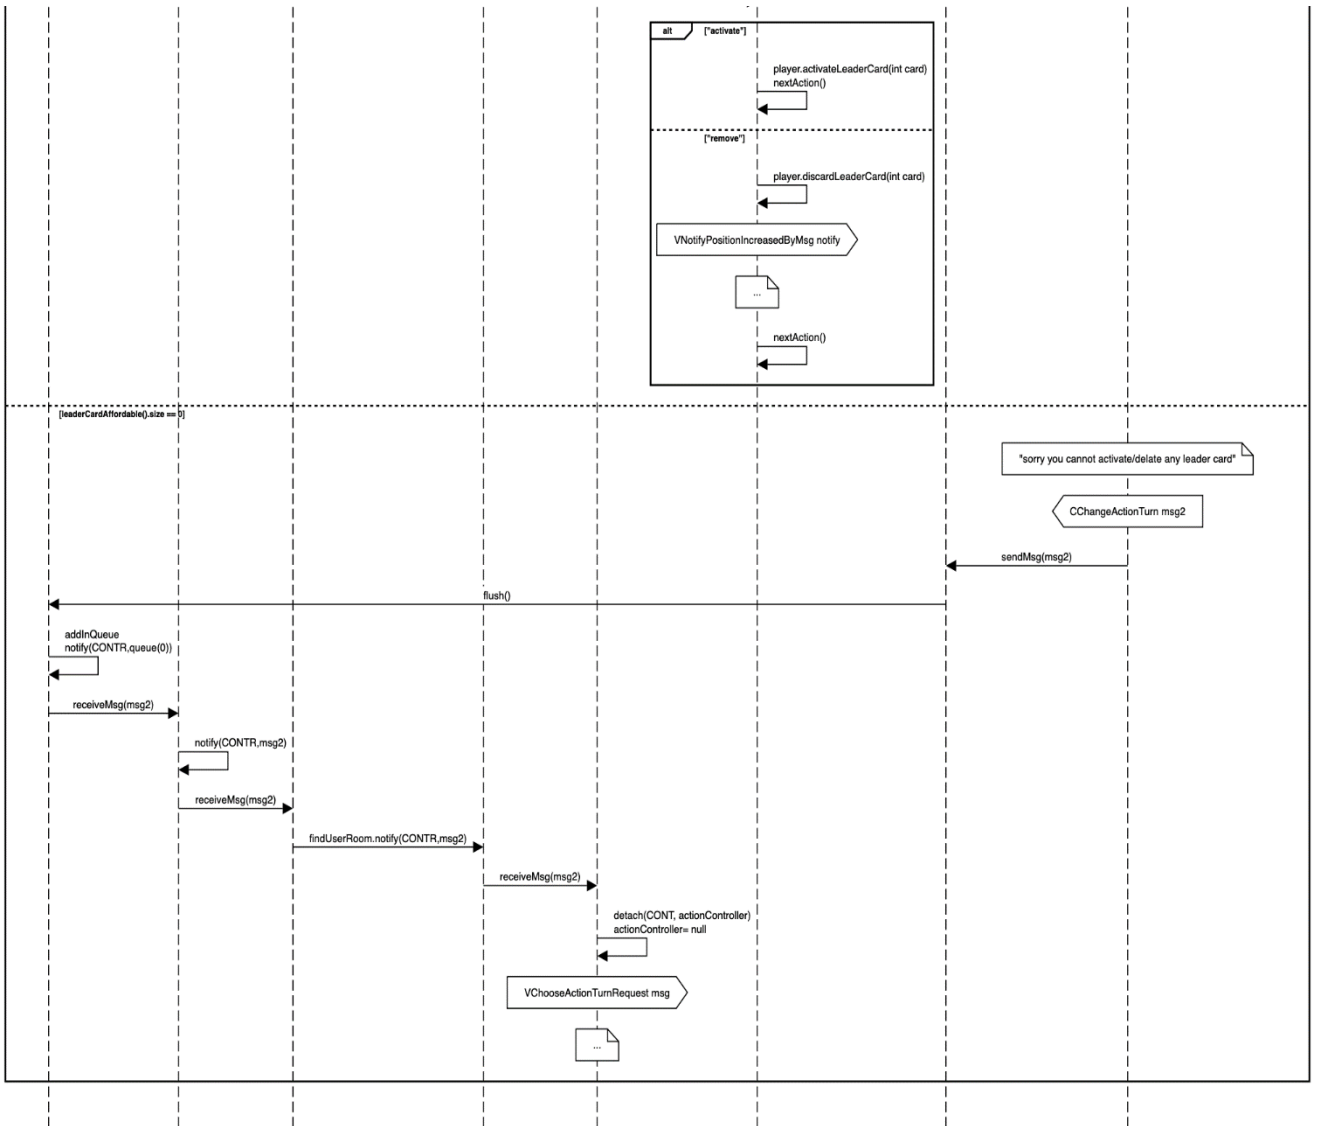 alt
["activate"]
player.activateLeaderCard(int card)
nextAction()
["remove"]
player.discardLeaderCard(int card)
VNotifyPositionIncreasedByMsg notify
...
nextAction()
[leaderCardAffordable().size == 0]
"sorry you cannot activate/delate any leader card"
CChangeActionTurn msg2
sendMsg(msg2)
flush()
addInQueue
notify(CONTR,queue(0))
receiveMsg(msg2)
notify(CONTR,msg2)
receiveMsg(msg2)
findUserRoom.notify(CONTR,msg2)
receiveMsg(msg2)
detach(CONT, actionController)
actionController= null
VChooseActionTurnRequest msg
...